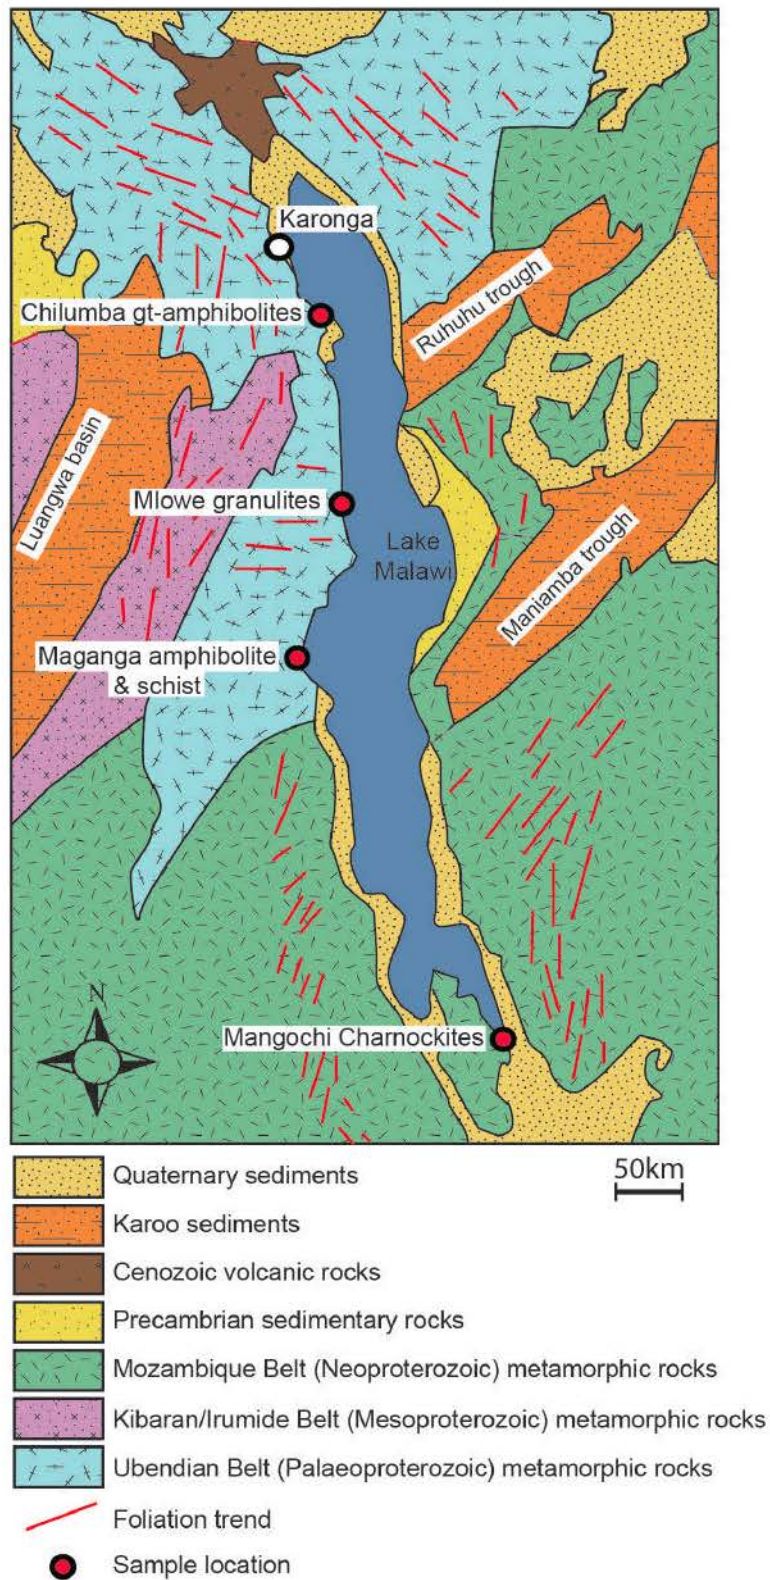 Karonga
Chilumba gt-amphibolites
Ruhuhu trough
Luangwa basin
Mlowe granulites
Lake
Malawi
Maniamba trough
Maganga amphibolite
& schist
N
Mangochi Charnockites
50km
Quaternary sediments
Karoo sediments
Cenozoic volcanic rocks
Precambrian sedimentary rocks
Mozambique Belt (Neoproterozoic) metamorphic rocks
Kibaran/Irumide Belt (Mesoproterozoic) metamorphic rocks
Ubendian Belt (Palaeoproterozoic) metamorphic rocks
Foliation trend
Sample location